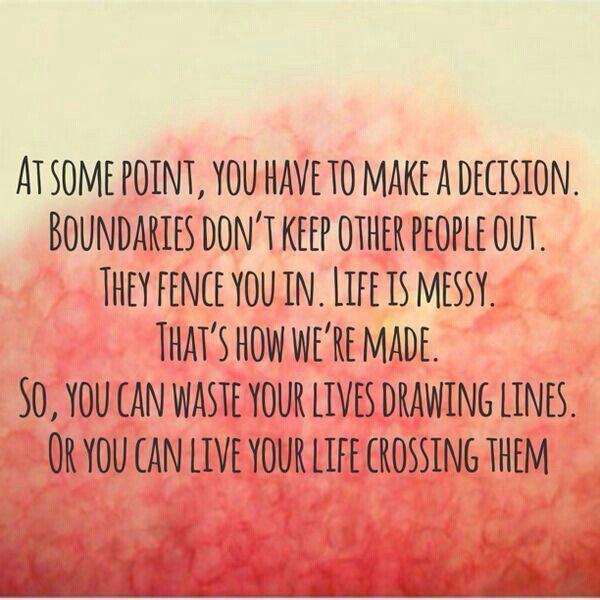 At some point, you have to make a decision.
Boundaries don't keep other people out.
They fence you in. Life is messy.
That's how we're made.
So, you can waste your lives drawing lines.
Or you can live your life crossing them